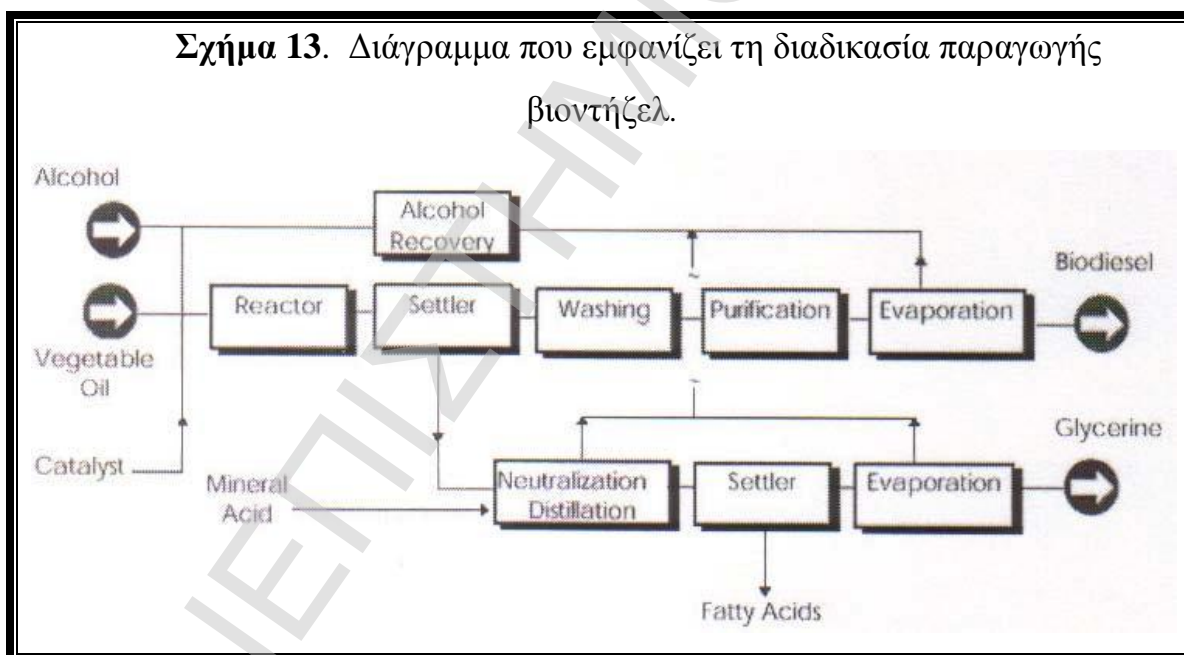 Σχήμα 13. Διάγραμμα που εμφανίζει τη διαδικασία παραγωγής
βιοντήζελ.
Alcohol
Alcohol
Recovery
Biodiesel
Reactor
Settler
Washing
Purification
Evaporation
Vegetable
Oil
Glycerine
Catalyst
Mineral
Acid
Neutralization
Distillation
Settler
Evaporation
Fatty Acids